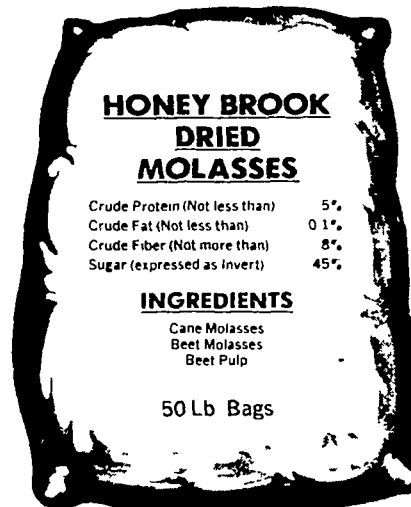 HONEY BROOK
DRIED
MOLASSES
Crude Protein (Not less than) 5%
Crude Fat (Not less than) 0.1%
Crude Fiber (Not more than) 8%
Sugar (expressed as Invert) 45%
INGREDIENTS
Cane Molasses
Beet Molasses
Beet Pulp
50 Lb Bags